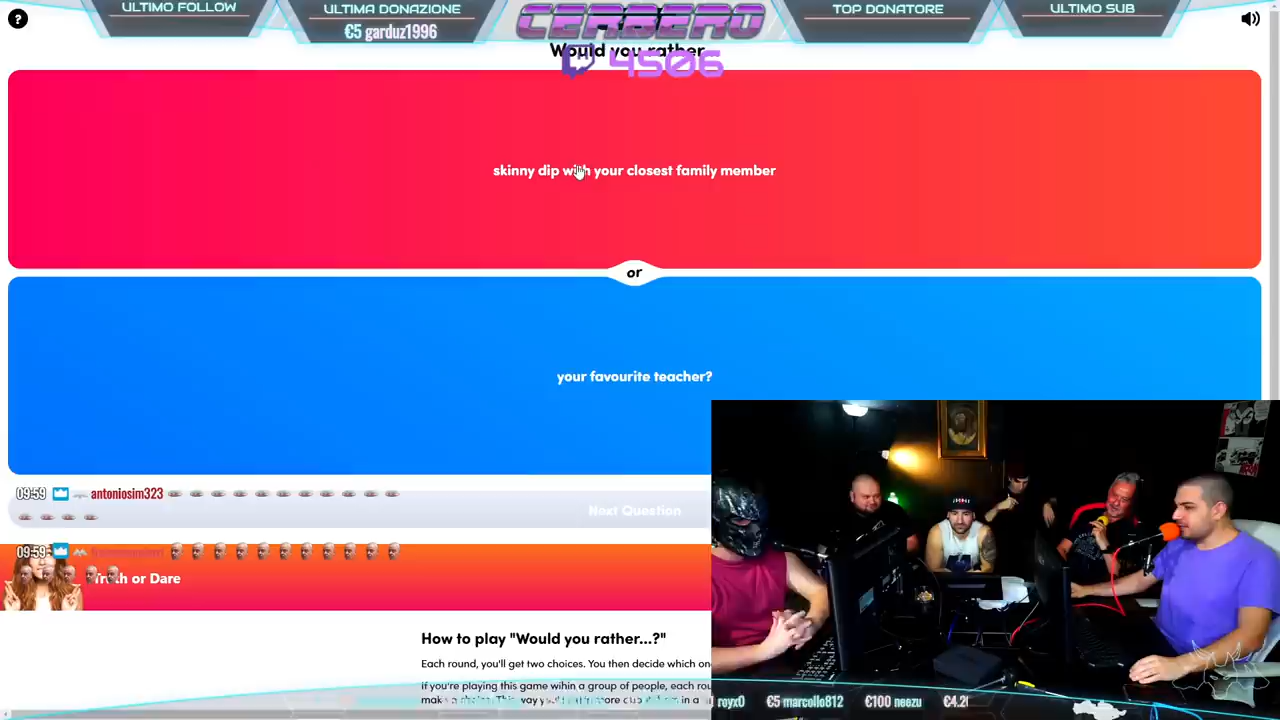 ULTIMO FOLLOW
ULTIMA DONAZIONE
€5 garduz1996
CERBERO
TOP DONATORE
ULTIMO SUB
?
Would you rather
4506
skinny dip with your closest family member
or
your favourite teacher?
09:59 antoniosim323
Next Question
09:59
Truth or Dare
How to play "Would you rather...?"
Each round, you'll get two choices. You then decide which one
If you're playing this game wihin a group of people, each rou
royx0 €5 marcollo812 €100 neezu €4.2